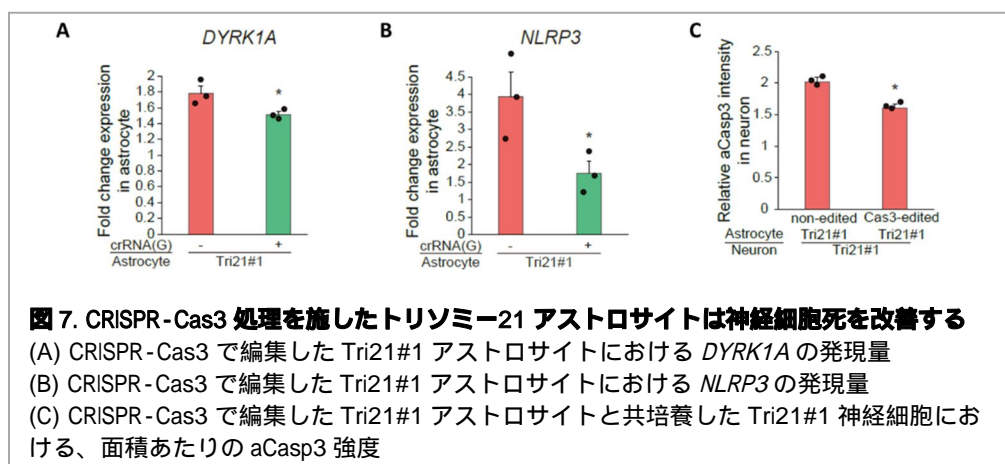 A
DYRK1A
Fold change expression
in astrocyte
2
1.8
1.6
1.4
1.2
1
0.8
0.6
0.4
0.2
0
*
crRNA(G) - +
Astrocyte Tri21#1
B
NLRP3
Fold change expression
in astrocyte
4.5
4
3.5
3
2.5
2
1.5
1
0.5
0
*
crRNA(G) - +
Astrocyte Tri21#1
C
Relative aCasp3 intensity
in neuron
2.5
2
1.5
1
0.5
0
*
non-edited Cas3-edited
Astrocyte Tri21#1 Tri21#1
Neuron Tri21#1
図 7. CRISPR-Cas3 処理を施したトリソミー21 アストロサイトは神経細胞死を改善する
(A) CRISPR-Cas3 で編集した Tri21#1 アストロサイトにおける DYRK1A の発現量
(B) CRISPR-Cas3 で編集した Tri21#1 アストロサイトにおける NLRP3 の発現量
(C) CRISPR-Cas3 で編集した Tri21#1 アストロサイトと共培養した Tri21#1 神経細胞にお
ける、面積あたりの aCasp3 強度